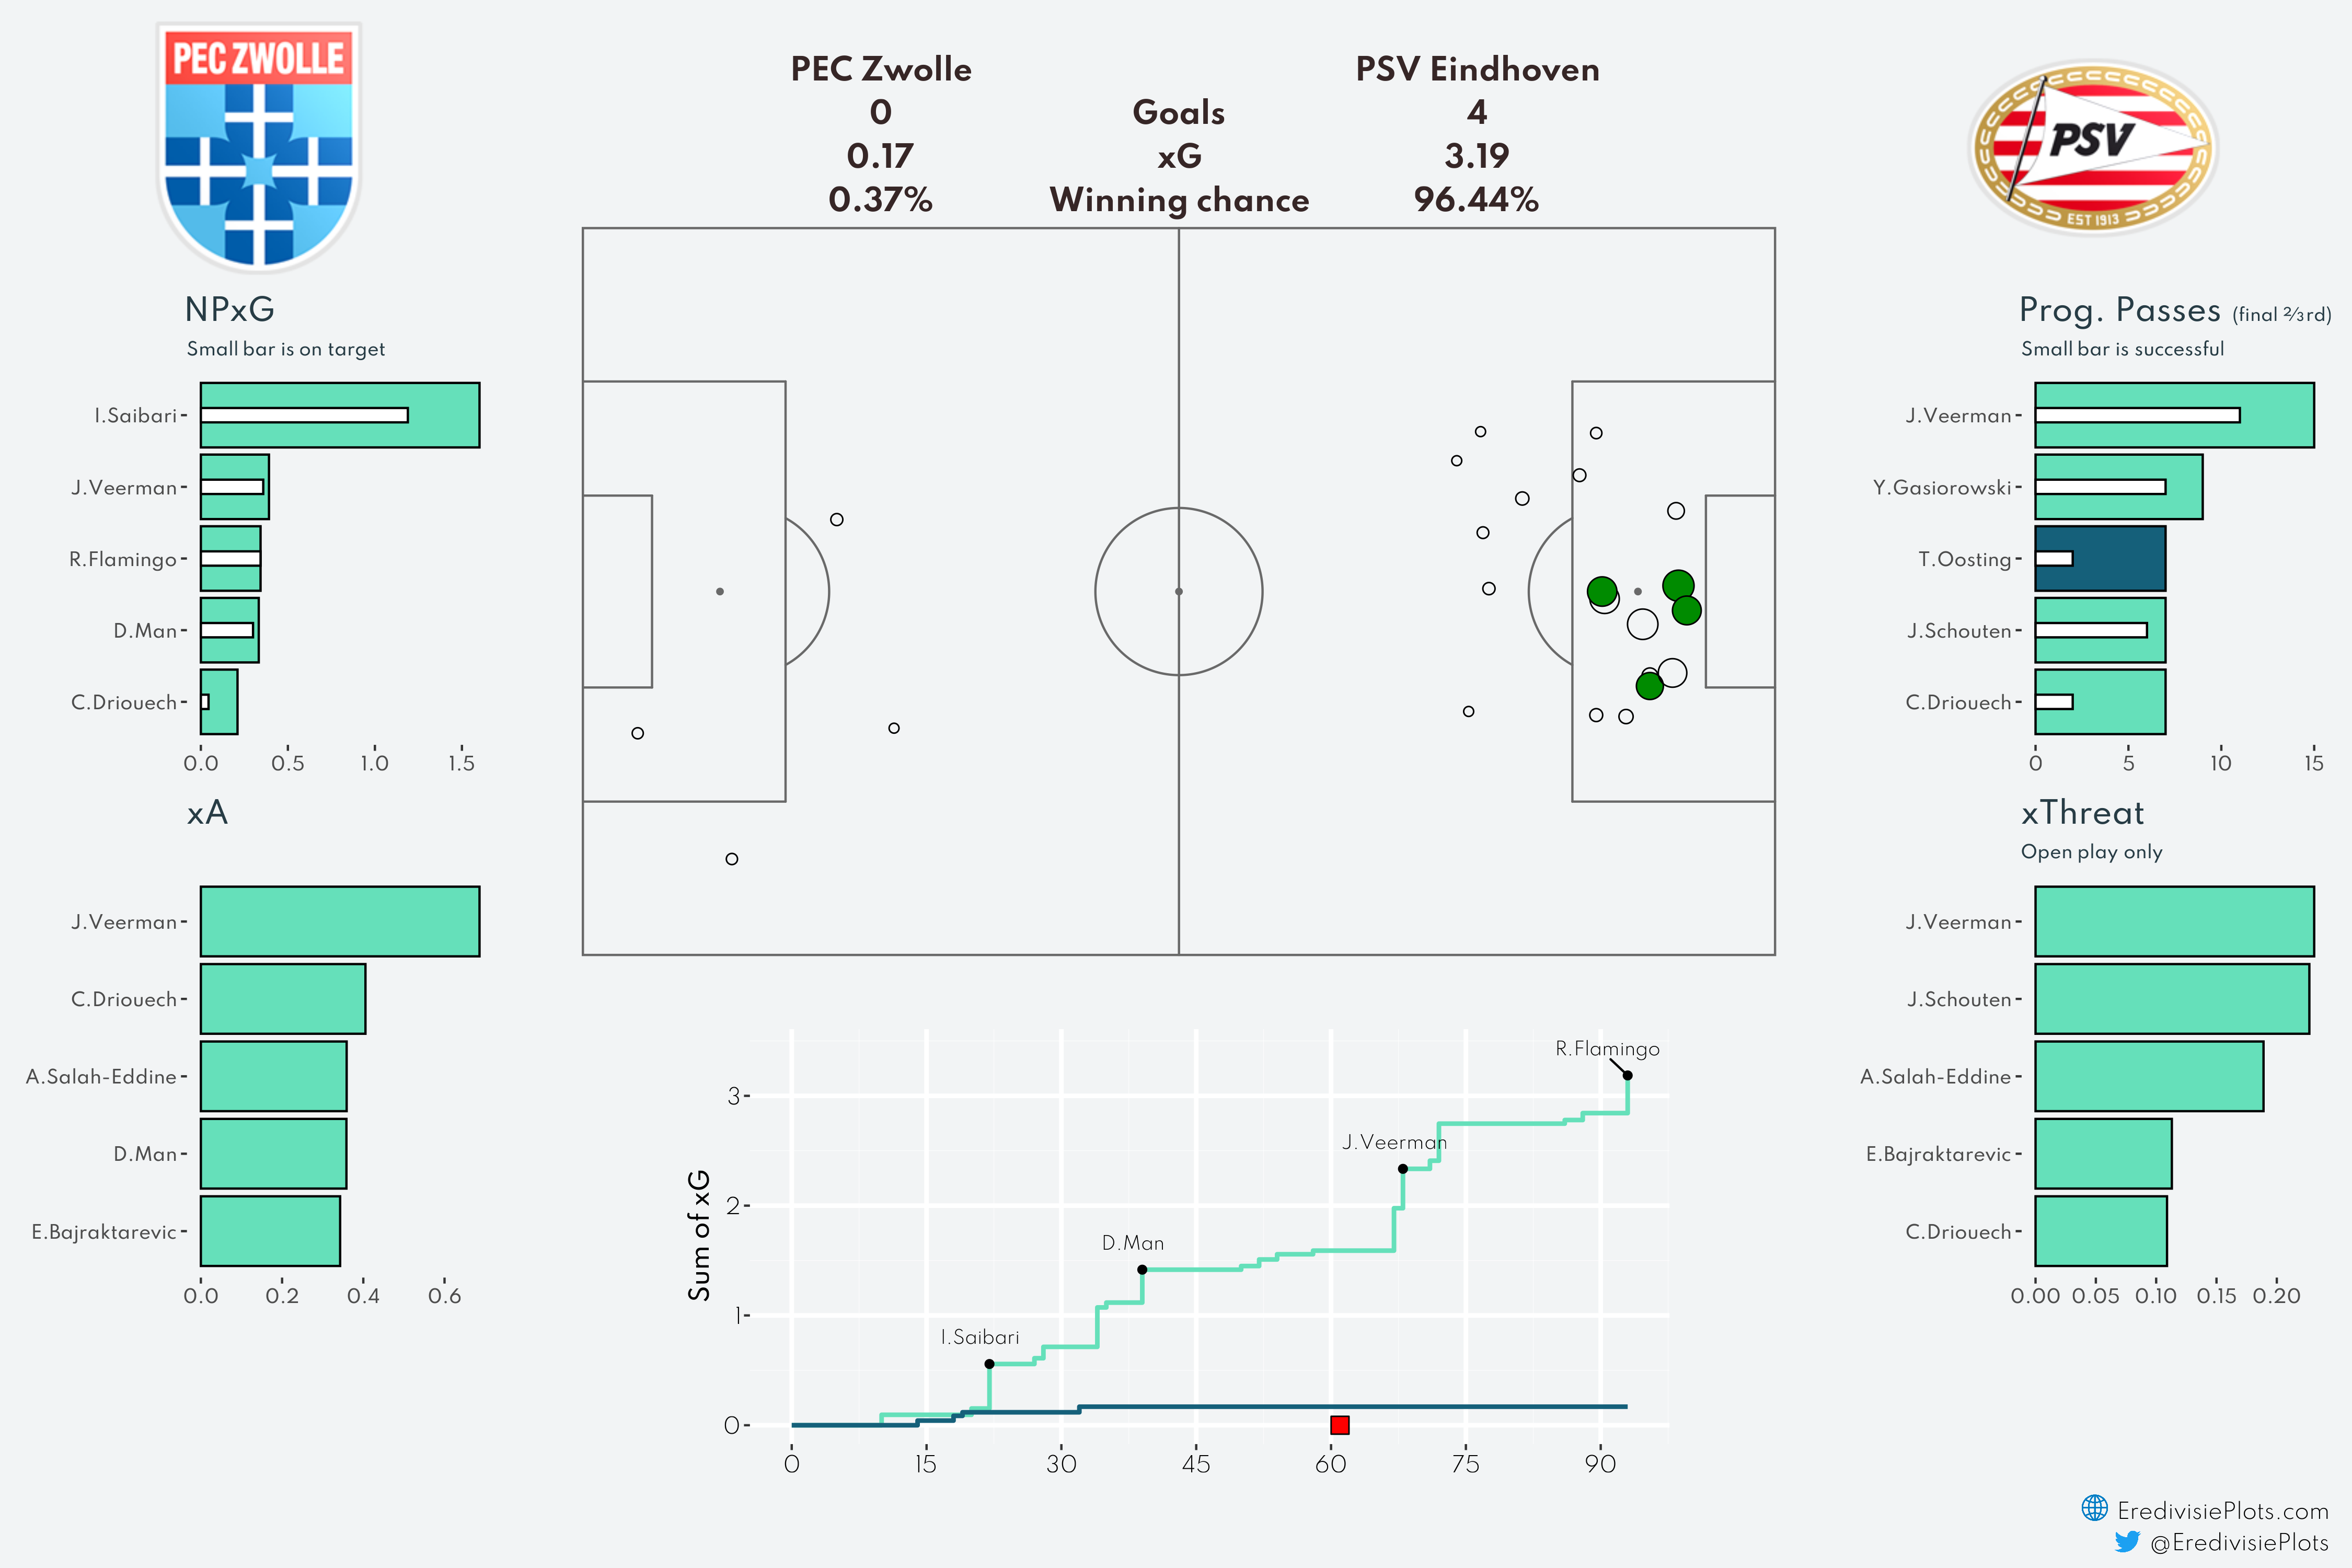 PEC ZWOLLE
PEC Zwolle PSV Eindhoven
0 Goals 4
0.17 xG 3.19
0.37% Winning chance 96.44%
PSV
EST 1913
NPxG
Small bar is on target
I.Saibari
J.Veerman
R.Flamingo
D.Man
C.Driouech
0.0 0.5 1.0 1.5
xA
J.Veerman
C.Driouech
A.Salah-Eddine
D.Man
E.Bajraktarevic
0.0 0.2 0.4 0.6
Sum of xG
3
2
1
0
I.Saibari
D.Man
J.Veerman
R.Flamingo
0 15 30 45 60 75 90
Prog. Passes (final ⅔rd)
Small bar is successful
J.Veerman
Y.Gasiorowski
T.Oosting
J.Schouten
C.Driouech
0 5 10 15
xThreat
Open play only
J.Veerman
J.Schouten
A.Salah-Eddine
E.Bajraktarevic
C.Driouech
0.00 0.05 0.10 0.15 0.20
EredivisiePlots.com
@EredivisiePlots